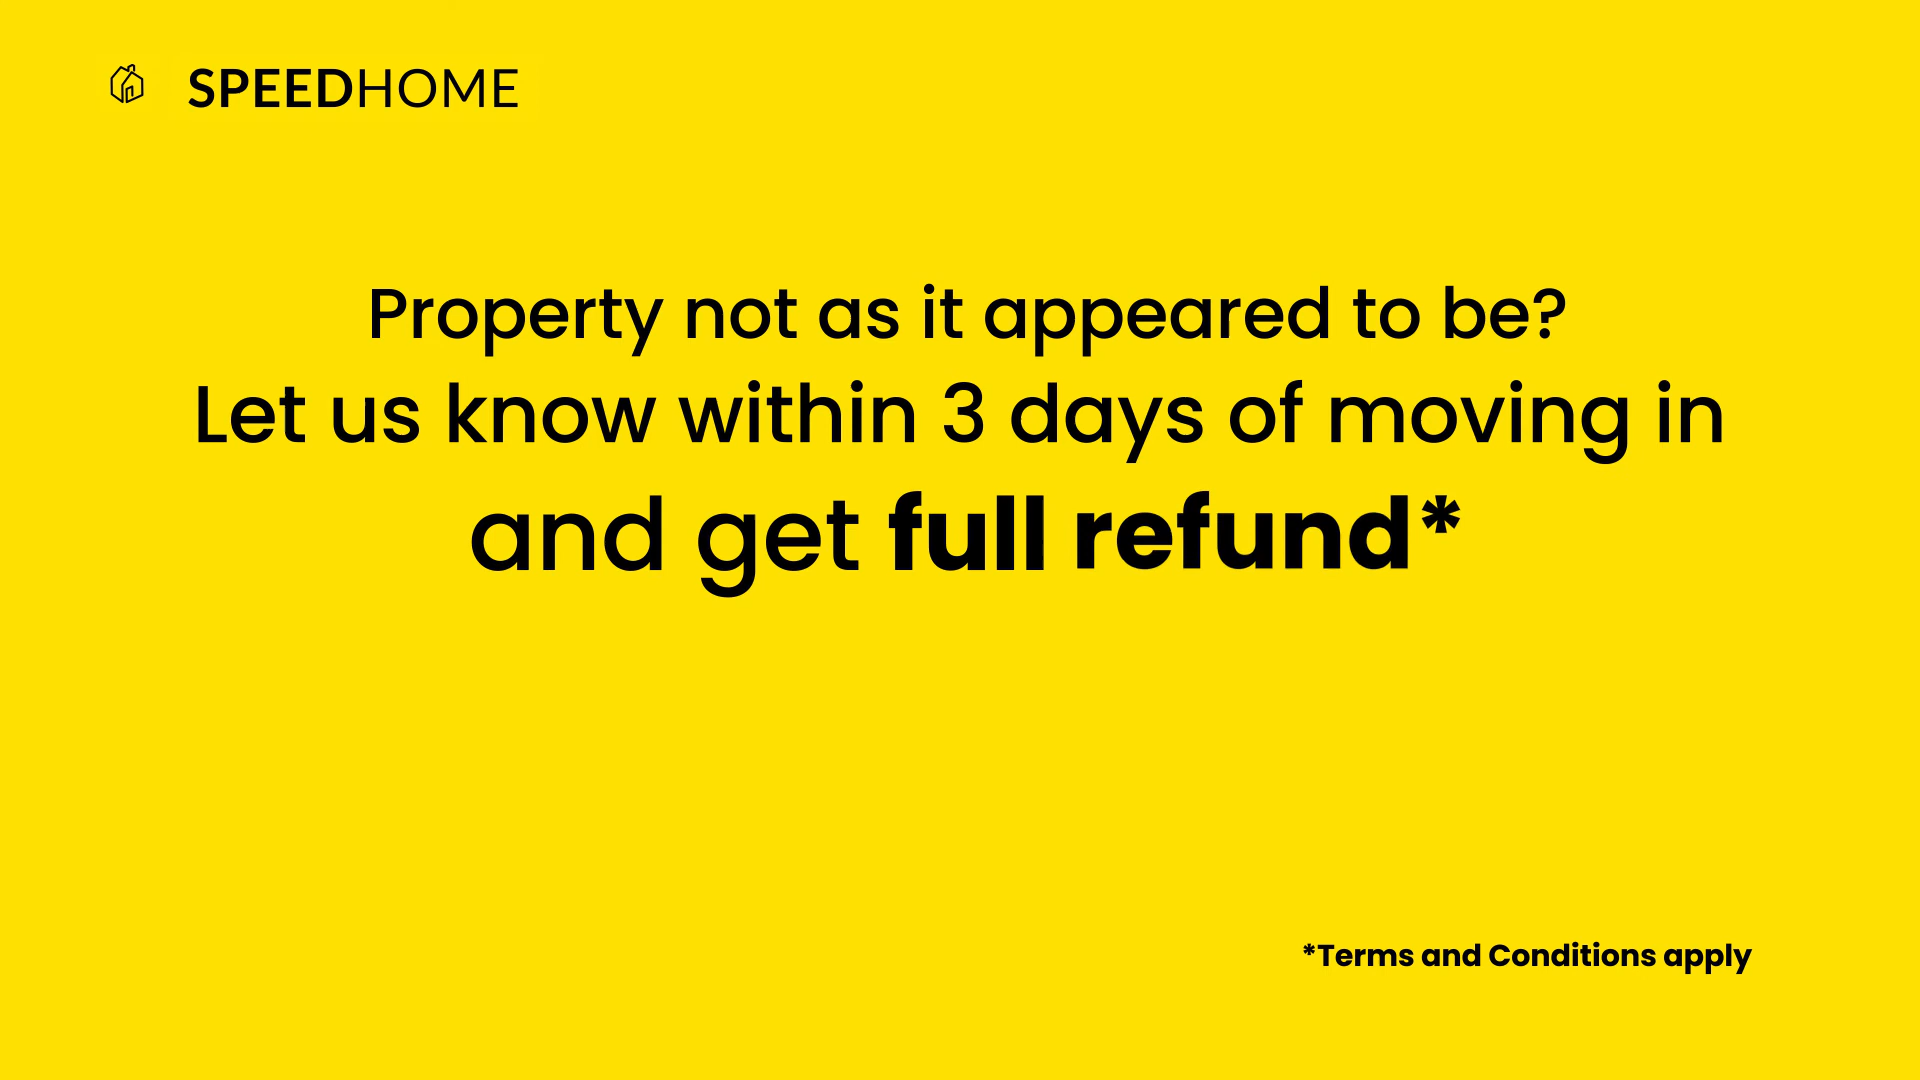 SPEEDHOME
Property not as it appeared to be?
Let us know within 3 days of moving in
and get full refund*
*Terms and Conditions apply